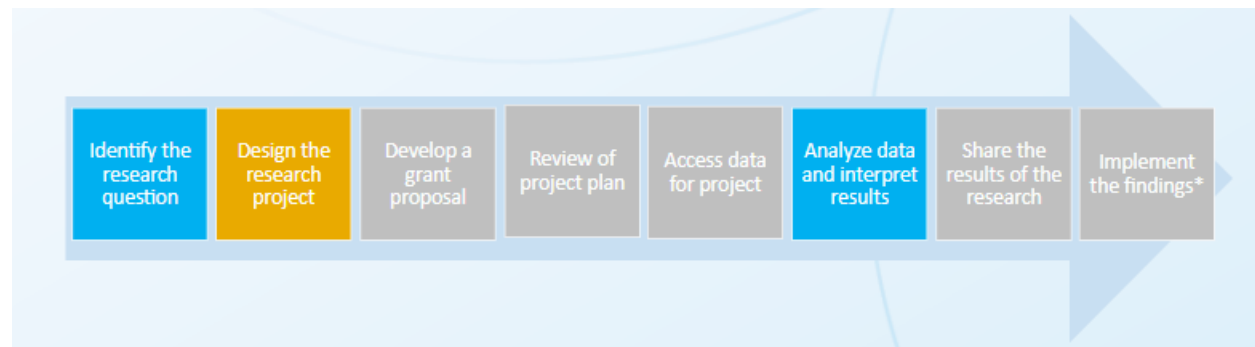 Identify the
research
question
Design the
research
project
Develop a
grant
proposal
Review of
project plan
Access data
for project
Analyze data
and interpret
results
Share the
results of the
research
Implement
the findings*